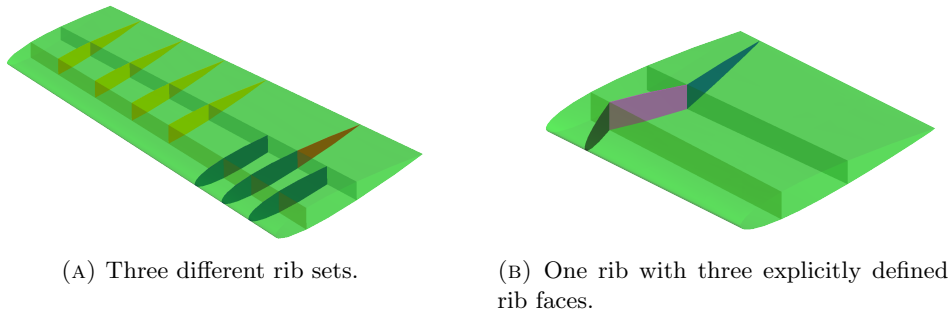 (A) Three different rib sets.
(B) One rib with three explicitly defined
rib faces.